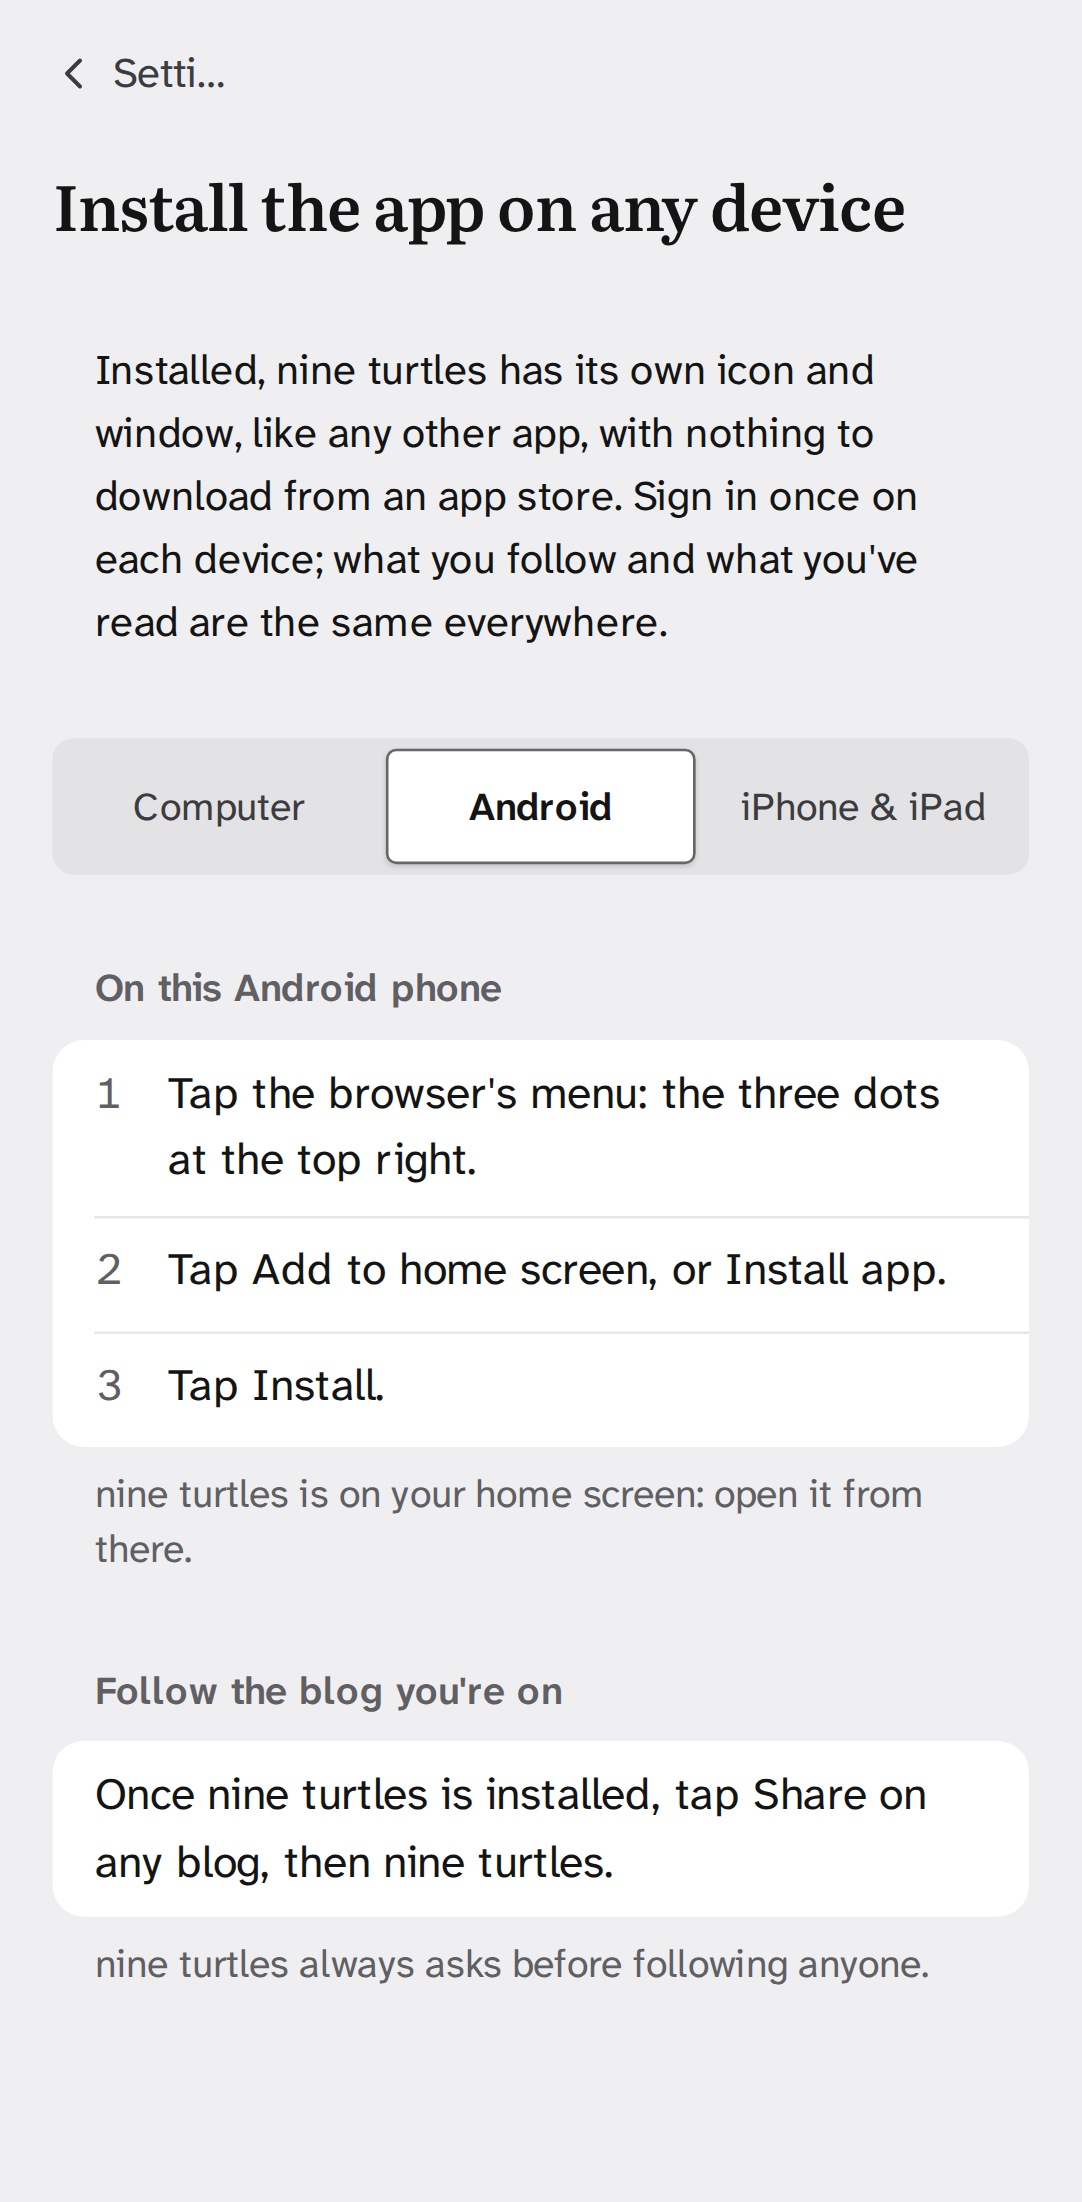 Setti...
Install the app on any device
Installed, nine turtles has its own icon and
window, like any other app, with nothing to
download from an app store. Sign in once on
each device; what you follow and what you've
read are the same everywhere.
Computer
Android
iPhone & iPad
On this Android phone
1 Tap the browser's menu: the three dots
at the top right.
2 Tap Add to home screen, or Install app.
3 Tap Install.
nine turtles is on your home screen: open it from
there.
Follow the blog you're on
Once nine turtles is installed, tap Share on
any blog, then nine turtles.
nine turtles always asks before following anyone.